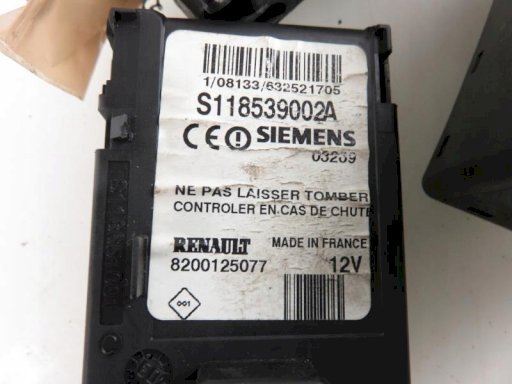 1/08133/632521705
S118539002A
CE SIEMENS
03239
NE PAS LAISSER TOMBER
CONTROLER EN CAS DE CHUTE
RENAULT MADE IN FRANCE
8200125077 12V
001